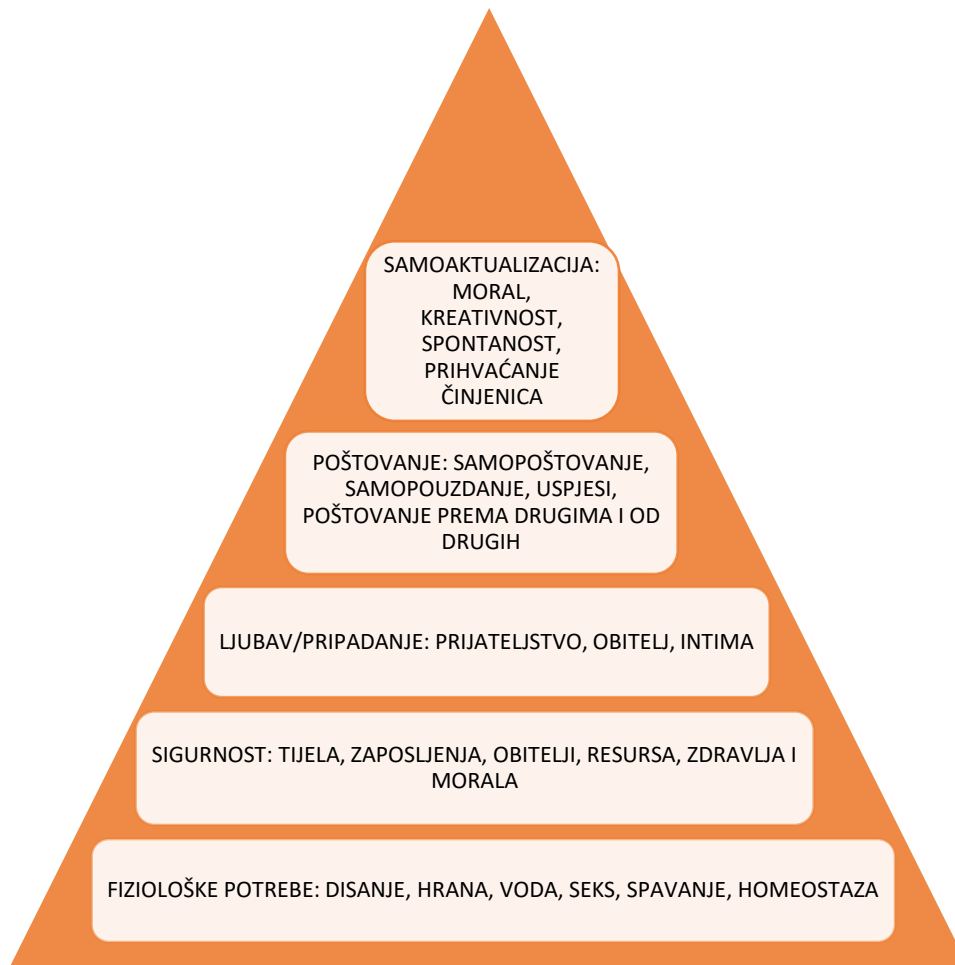 SAMOAKTUALIZACIJA:
MORAL,
KREATIVNOST,
SPONTANOST,
PRIHVAĆANJE
ČINJENICA
POŠTOVANJE: SAMOPOŠTOVANJE,
SAMOPOUZDANJE, USPJESI,
POŠTOVANJE PREMA DRUGIMA I OD
DRUGIH
LJUBAV/PRIPADANJE: PRIJATELJSTVO, OBITELJ, INTIMA
SIGURNOST: TIJELA, ZAPOSLJENJA, OBITELJI, RESURSA, ZDRAVLJA I
MORALA
FIZIOLOŠKE POTREBE: DISANJE, HRANA, VODA, SEKS, SPAVANJE, HOMEOSTAZA